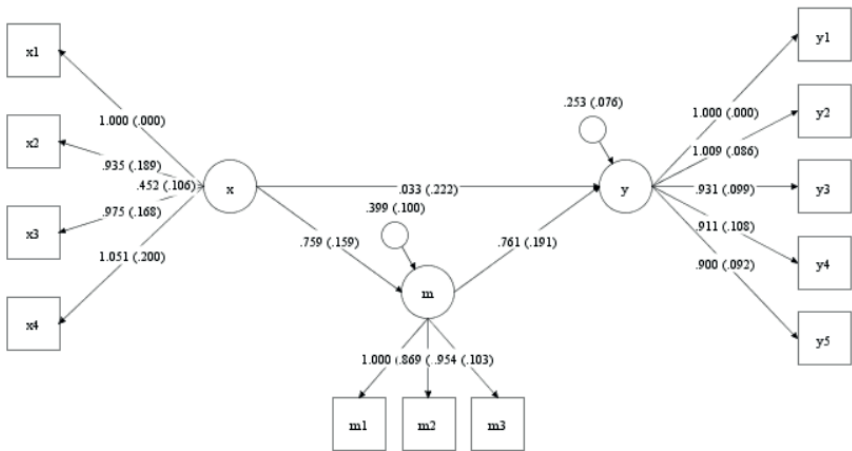 x1
x2
x3
x4
1.000 (.000)
.935 (.189)
.975 (.168)
1.051 (.200)
.452 (.106)
x
.033 (.222)
.759 (.159)
.399 (.100)
m
.761 (.191)
1.000 (
.869 (
.954 (.103)
m1
m2
m3
.253 (.076)
y
1.000 (.000)
1.009 (.086)
.931 (.099)
.911 (.108)
.900 (.092)
y1
y2
y3
y4
y5